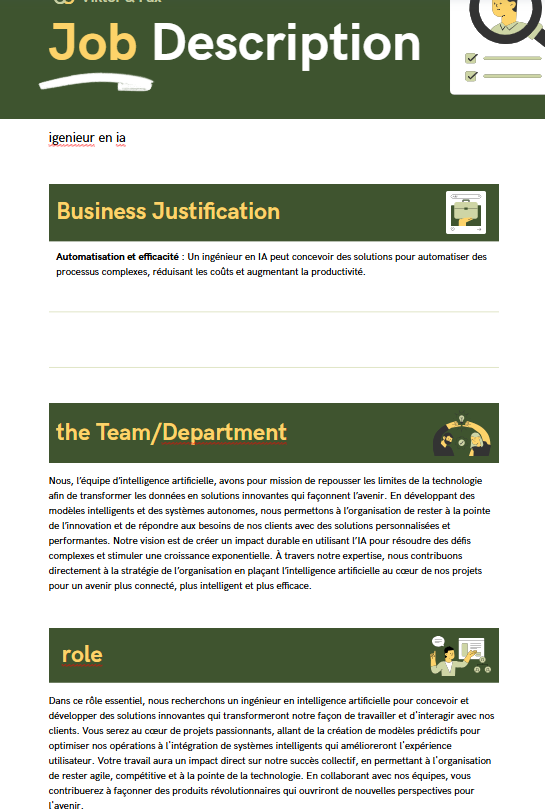 Job Description
igenieur en ia
Business Justification
Automatisation et efficacité : Un ingénieur en IA peut concevoir des solutions pour automatiser des
processus complexes, réduisant les coûts et augmentant la productivité.
the Team/Department
Nous, l'équipe d'intelligence artificielle, avons pour mission de repousser les limites de la technologie
afin de transformer les données en solutions innovantes qui façonnent l'avenir. En développant des
modèles intelligents et des systèmes autonomes, nous permettons à l'organisation de rester à la pointe
de l'innovation et de répondre aux besoins de nos clients avec des solutions personnalisées et
performantes. Notre vision est de créer un impact durable en utilisant l'IA pour résoudre des défis
complexes et stimuler une croissance exponentielle. À travers notre expertise, nous contribuons
directement à la stratégie de l'organisation en plaçant l'intelligence artificielle au cœur de nos projets
pour un avenir plus connecté, plus intelligent et plus efficace.
role
Dans ce rôle essentiel, nous recherchons un ingénieur en intelligence artificielle pour concevoir et
développer des solutions innovantes qui transformeront notre façon de travailler et d'interagir avec nos
clients. Vous serez au cœur de projets passionnants, allant de la création de modèles prédictifs pour
optimiser nos opérations à l'intégration de systèmes intelligents qui amélioreront l'expérience
utilisateur. Votre travail aura un impact direct sur notre succès collectif, en permettant à l'organisation
de rester agile, compétitive et à la pointe de la technologie. En collaborant avec nos équipes, vous
contribuerez à façonner des produits révolutionnaires qui ouvriront de nouvelles perspectives pour
l'avenir.